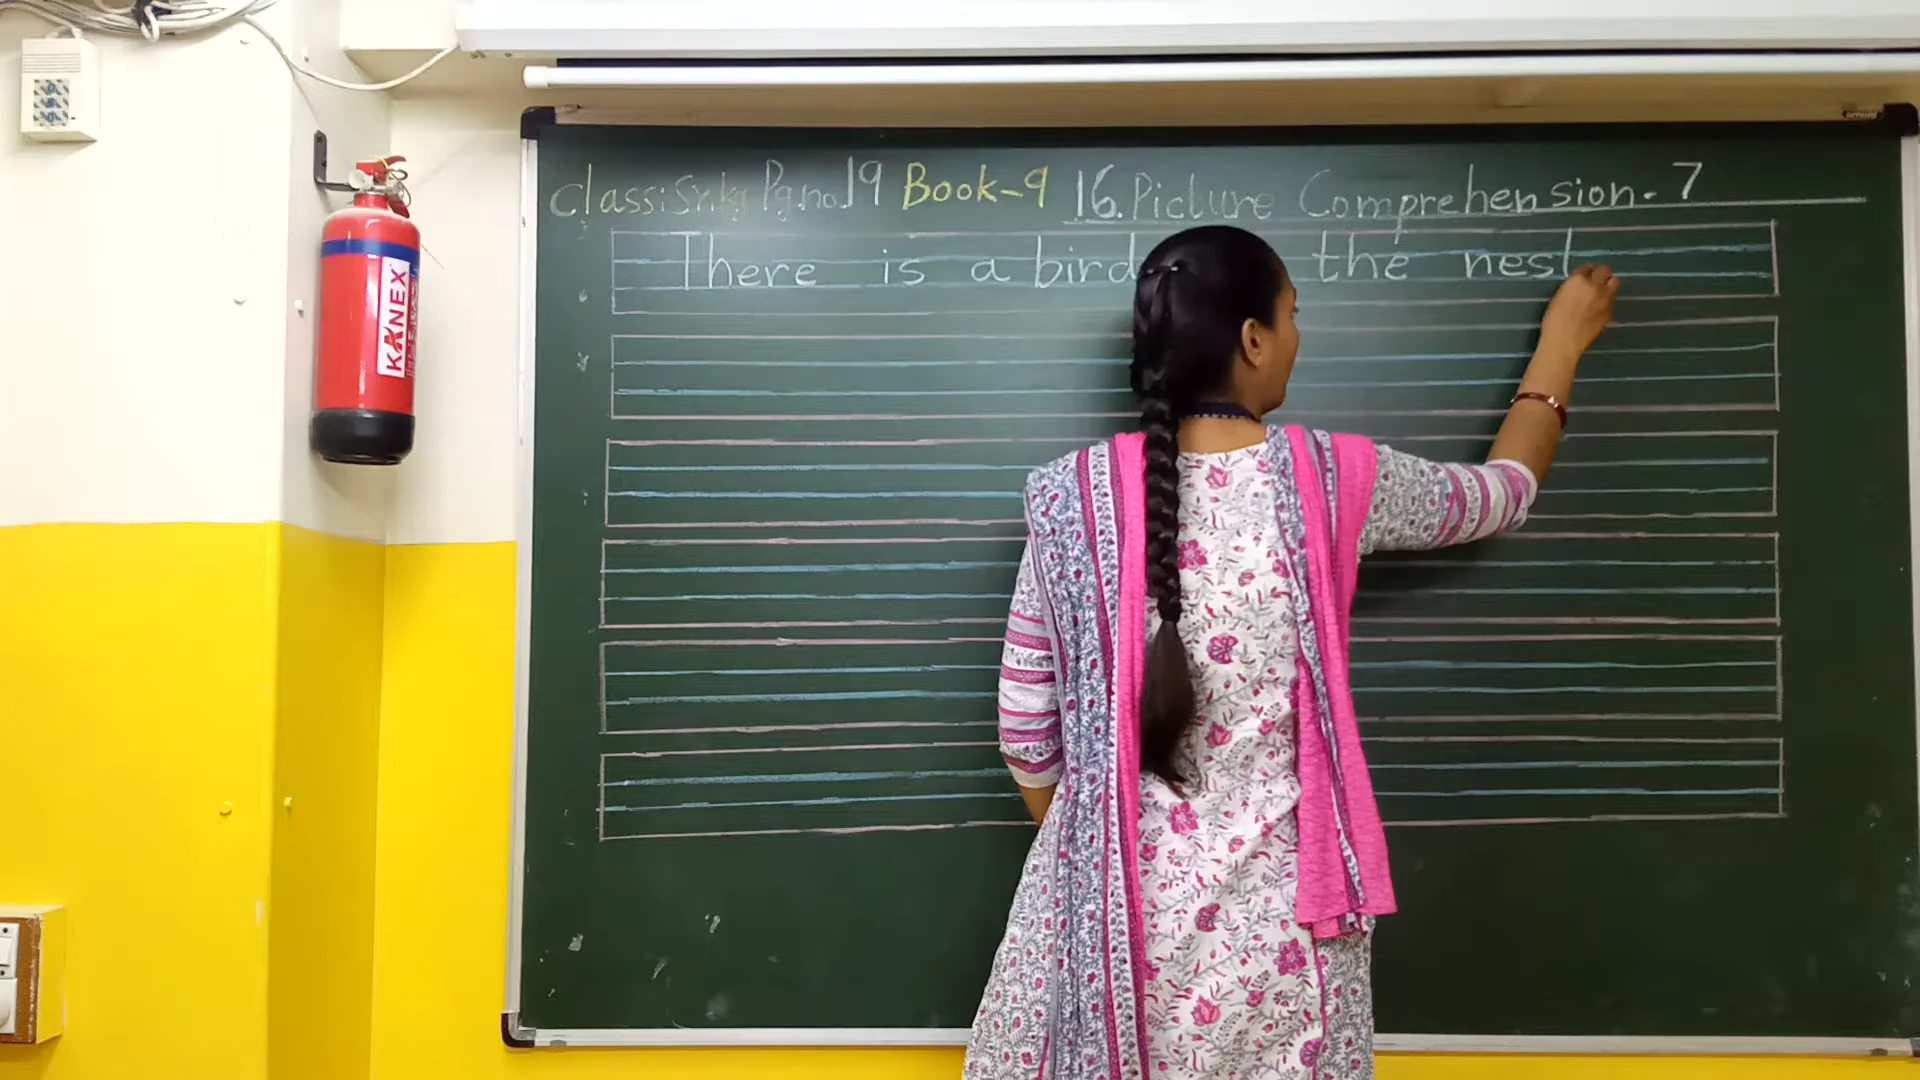 Class:Sr.kg Pg.no.19 Book-9 16.Picture Comprehension-7
There is a bird the nest
KANEX